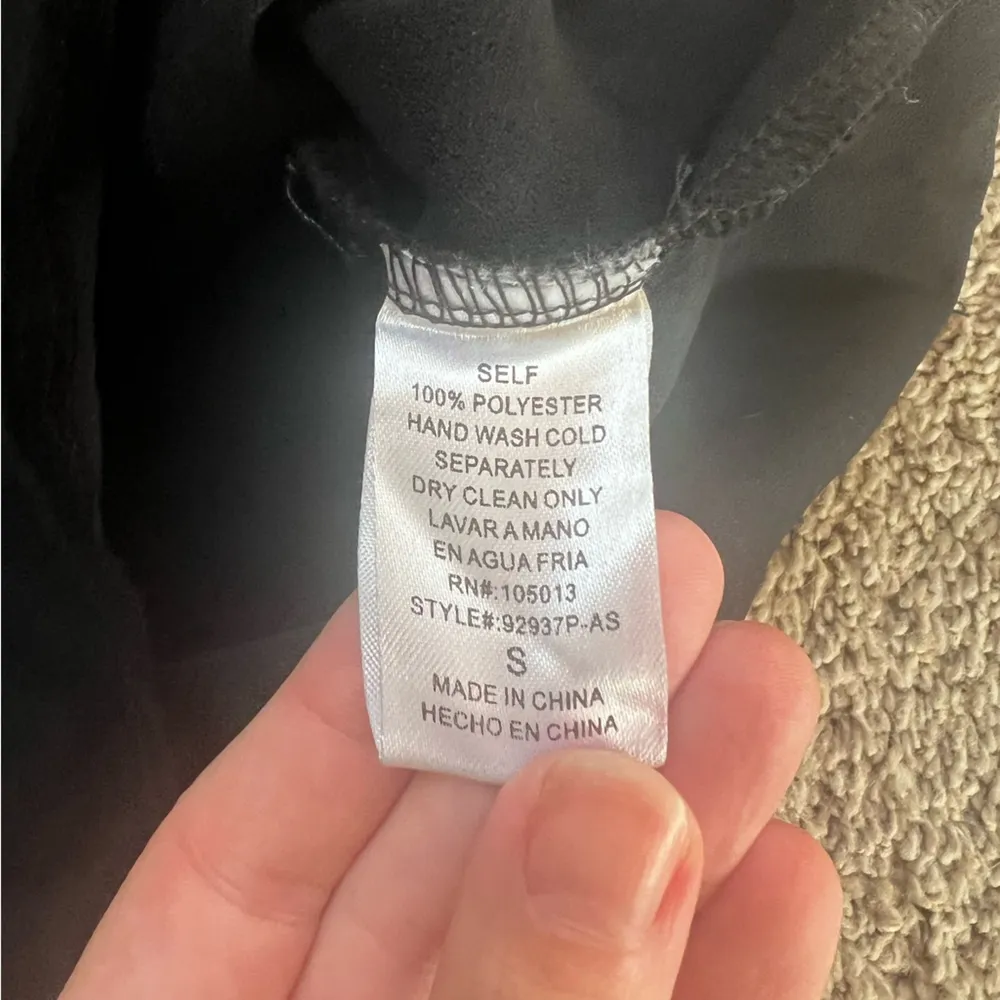 SELF
100% POLYESTER
HAND WASH COLD
SEPARATELY
DRY CLEAN ONLY
LAVAR A MANO
EN AGUA FRIA
RN#:105013
STYLE#:92937P-AS
S
MADE IN CHINA
HECHO EN CHINA